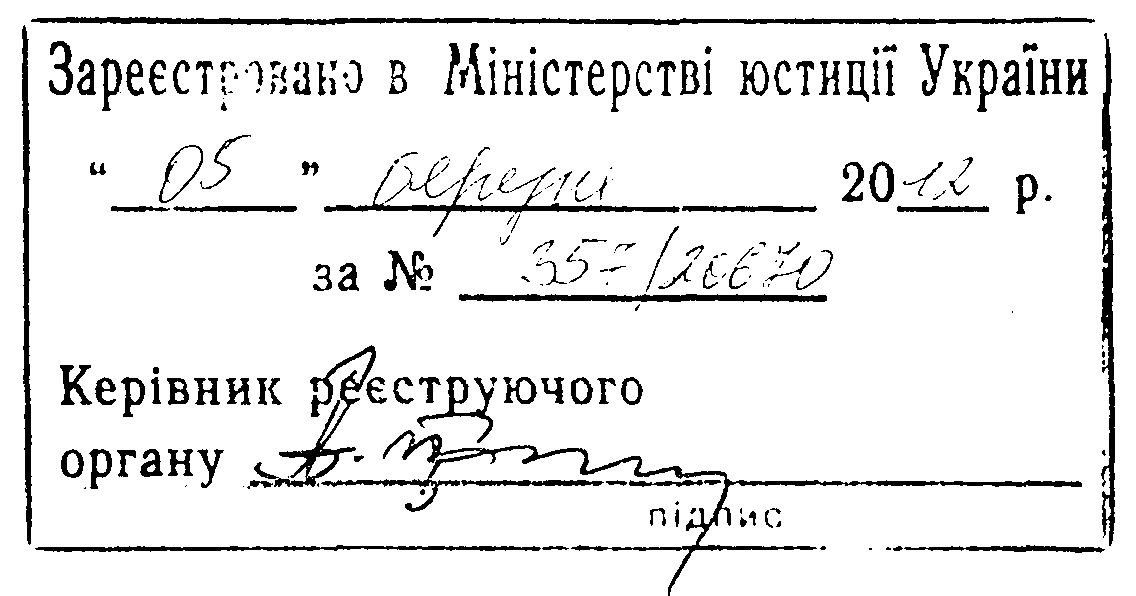 Зареєстровано в Міністерстві юстиції України
“ 05 ” березня 2012 р.
за № 357/20670
Керівник реєструючого
органу
підпис